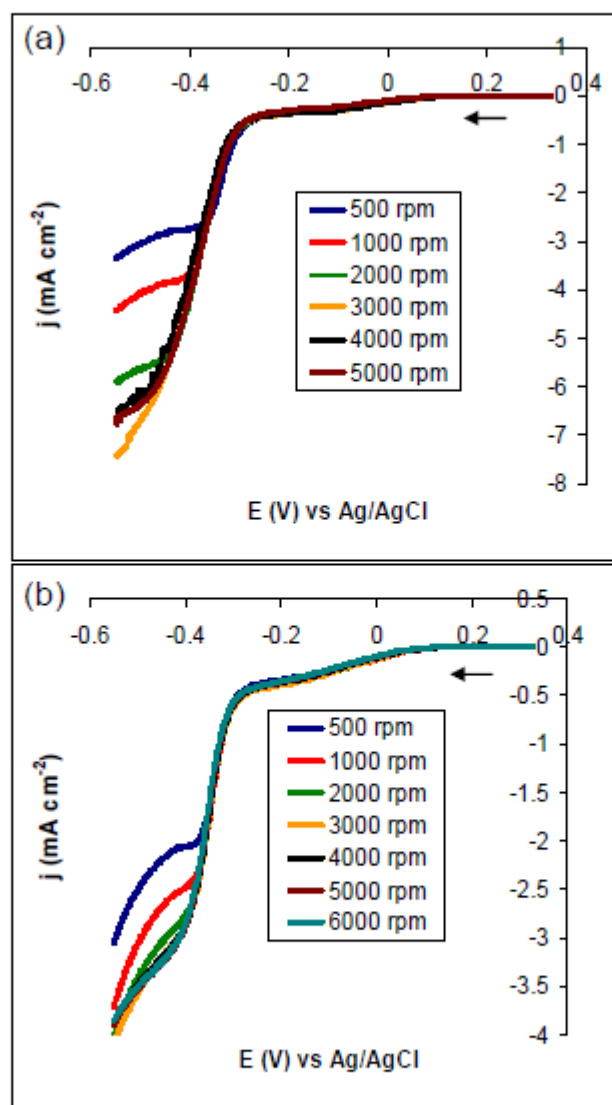 (a)
1
-0.6 -0.4 -0.2 0 0.2 0.4
0
-1
-2
-3
-4
-5
-6
-7
-8
500 rpm
1000 rpm
2000 rpm
3000 rpm
4000 rpm
5000 rpm
j (mA cm-2)
E (V) vs Ag/AgCl
(b)
0.5
-0.6 -0.4 -0.2 0 0.2 0.4
0
-0.5
-1
-1.5
-2
-2.5
-3
-3.5
-4
500 rpm
1000 rpm
2000 rpm
3000 rpm
4000 rpm
5000 rpm
6000 rpm
j (mA cm-2)
E (V) vs Ag/AgCl